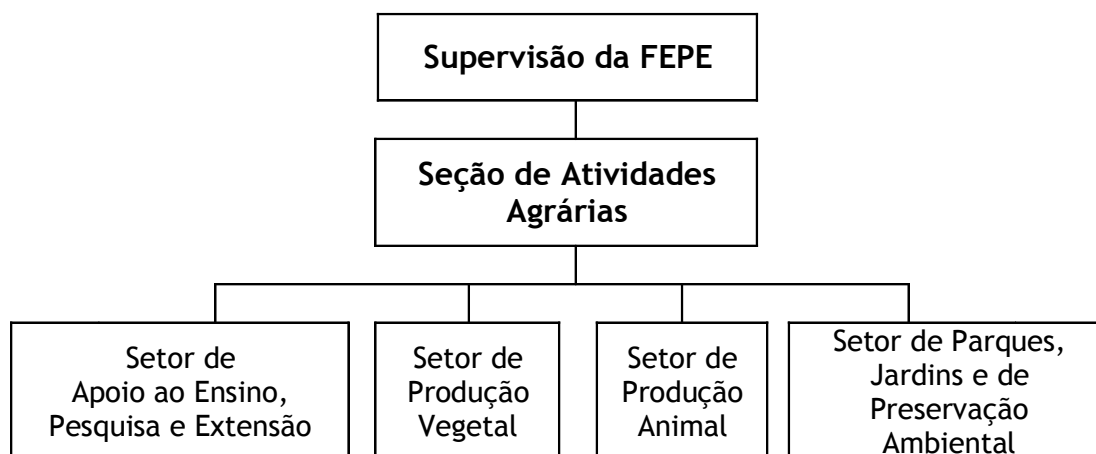 Supervisão da FEPE
Seção de Atividades
Agrárias
Setor de
Apoio ao Ensino,
Pesquisa e Extensão
Setor de
Produção
Vegetal
Setor de
Produção
Animal
Setor de Parques,
Jardins e de
Preservação
Ambiental